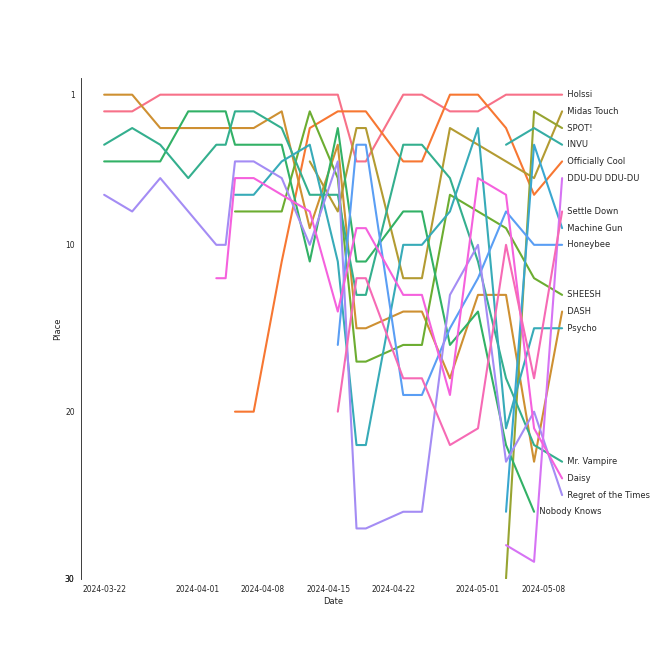 1
10
20
30
Place
2024-03-22
2024-04-01
2024-04-08
2024-04-15
2024-04-22
2024-05-01
2024-05-08
Date
Holssi
Midas Touch
SPOT!
INVU
Officially Cool
DDU-DU DDU-DU
Settle Down
Machine Gun
Honeybee
SHEESH
DASH
Psycho
Mr. Vampire
Daisy
Regret of the Times
Nobody Knows